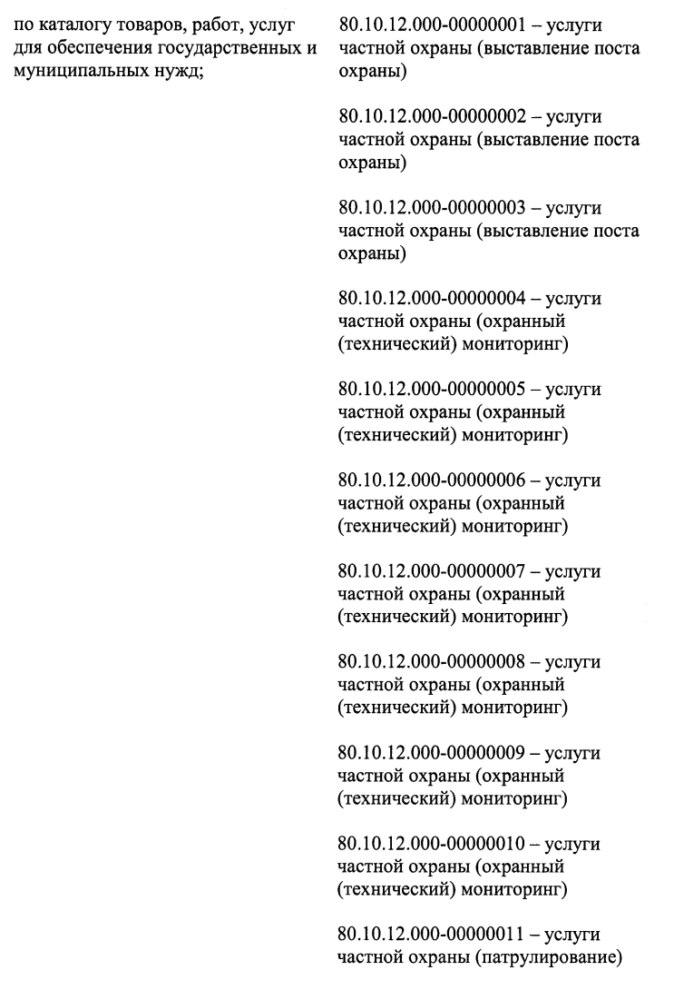 по каталогу товаров, работ, услуг
для обеспечения государственных и
муниципальных нужд;
80.10.12.000-00000001 – услуги
частной охраны (выставление поста
охраны)
80.10.12.000-00000002 – услуги
частной охраны (выставление поста
охраны)
80.10.12.000-00000003 – услуги
частной охраны (выставление поста
охраны)
80.10.12.000-00000004 – услуги
частной охраны (охранный
(технический) мониторинг)
80.10.12.000-00000005 – услуги
частной охраны (охранный
(технический) мониторинг)
80.10.12.000-00000006 – услуги
частной охраны (охранный
(технический) мониторинг)
80.10.12.000-00000007 – услуги
частной охраны (охранный
(технический) мониторинг)
80.10.12.000-00000008 – услуги
частной охраны (охранный
(технический) мониторинг)
80.10.12.000-00000009 – услуги
частной охраны (охранный
(технический) мониторинг)
80.10.12.000-00000010 – услуги
частной охраны (охранный
(технический) мониторинг)
80.10.12.000-00000011 – услуги
частной охраны (патрулирование)